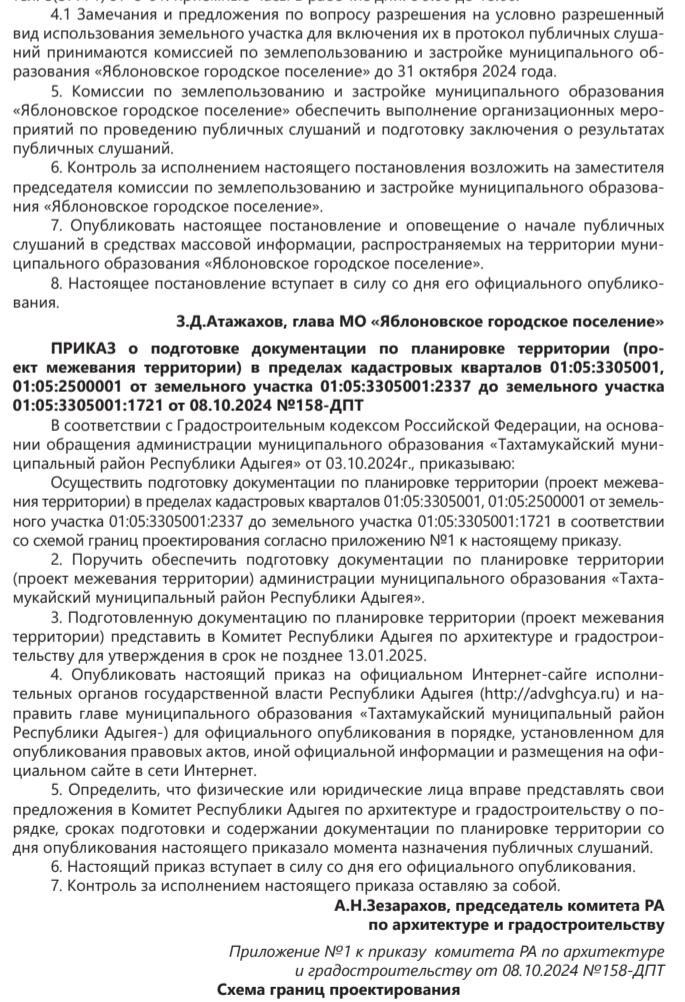 4.1 Замечания и предложения по вопросу разрешения на условно разрешенный
вид использования земельного участка для включения их в протокол публичных слуша-
ний принимаются комиссией по землепользованию и застройке муниципального об-
разования «Яблоновское городское поселение» до 31 октября 2024 года.
5. Комиссии по землепользованию и застройке муниципального образования
«Яблоновское городское поселение» обеспечить выполнение организационных меро-
приятий по проведению публичных слушаний и подготовку заключения о результатах
публичных слушаний.
6. Контроль за исполнением настоящего постановления возложить на заместителя
председателя комиссии по землепользованию и застройке муниципального образова-
ния «Яблоновское городское поселение».
7. Опубликовать настоящее постановление и оповещение о начале публичных
слушаний в средствах массовой информации, распространяемых на территории муни-
ципального образования «Яблоновское городское поселение».
8. Настоящее постановление вступает в силу со дня его официального опублико-
вания.
З.Д.Атажахов, глава МО «Яблоновское городское поселение»
ПРИКАЗ о подготовке документации по планировке территории (про-
ект межевания территории) в пределах кадастровых кварталов 01:05:3305001,
01:05:2500001 от земельного участка 01:05:3305001:2337 до земельного участка
01:05:3305001:1721 от 08.10.2024 №158-ДПТ
В соответствии с Градостроительным кодексом Российской Федерации, на основа-
нии обращения администрации муниципального образования «Тахтамукайский муни-
ципальный район Республики Адыгея» от 03.10.2024г., приказываю:
Осуществить подготовку документации по планировке территории (проект межева-
ния территории) в пределах кадастровых кварталов 01:05:3305001, 01:05:2500001 от земель-
ного участка 01:05:3305001:2337 до земельного участка 01:05:3305001:1721 в соответствии
со схемой границ проектирования согласно приложению №1 к настоящему приказу.
2. Поручить обеспечить подготовку документации по планировке территории
(проект межевания территории) администрации муниципального образования «Тахта-
мукайский муниципальный район Республики Адыгея».
3. Подготовленную документацию по планировке территории (проект межевания
территории) представить в Комитет Республики Адыгея по архитектуре и градострои-
тельству для утверждения в срок не позднее 13.01.2025.
4. Опубликовать настоящий приказ на официальном Интернет-сайте исполни-
тельных органов государственной власти Республики Адыгея (http://advghcya.ru) и на-
править главе муниципального образования «Тахтамукайский муниципальный район
Республики Адыгея-) для официального опубликования в порядке, установленном для
опубликования правовых актов, иной официальной информации и размещения на офи-
циальном сайте в сети Интернет.
5. Определить, что физические или юридические лица вправе представлять свои
предложения в Комитет Республики Адыгея по архитектуре и градостроительству о по-
рядке, сроках подготовки и содержании документации по планировке территории со
дня опубликования настоящего приказало момента назначения публичных слушаний.
6. Настоящий приказ вступает в силу со дня его официального опубликования.
7. Контроль за исполнением настоящего приказа оставляю за собой.
А.Н.Зезарахов, председатель комитета РА
по архитектуре и градостроительству
Приложение №1 к приказу комитета РА по архитектуре
и градостроительству от 08.10.2024 №158-ДПТ
Схема границ проектирования